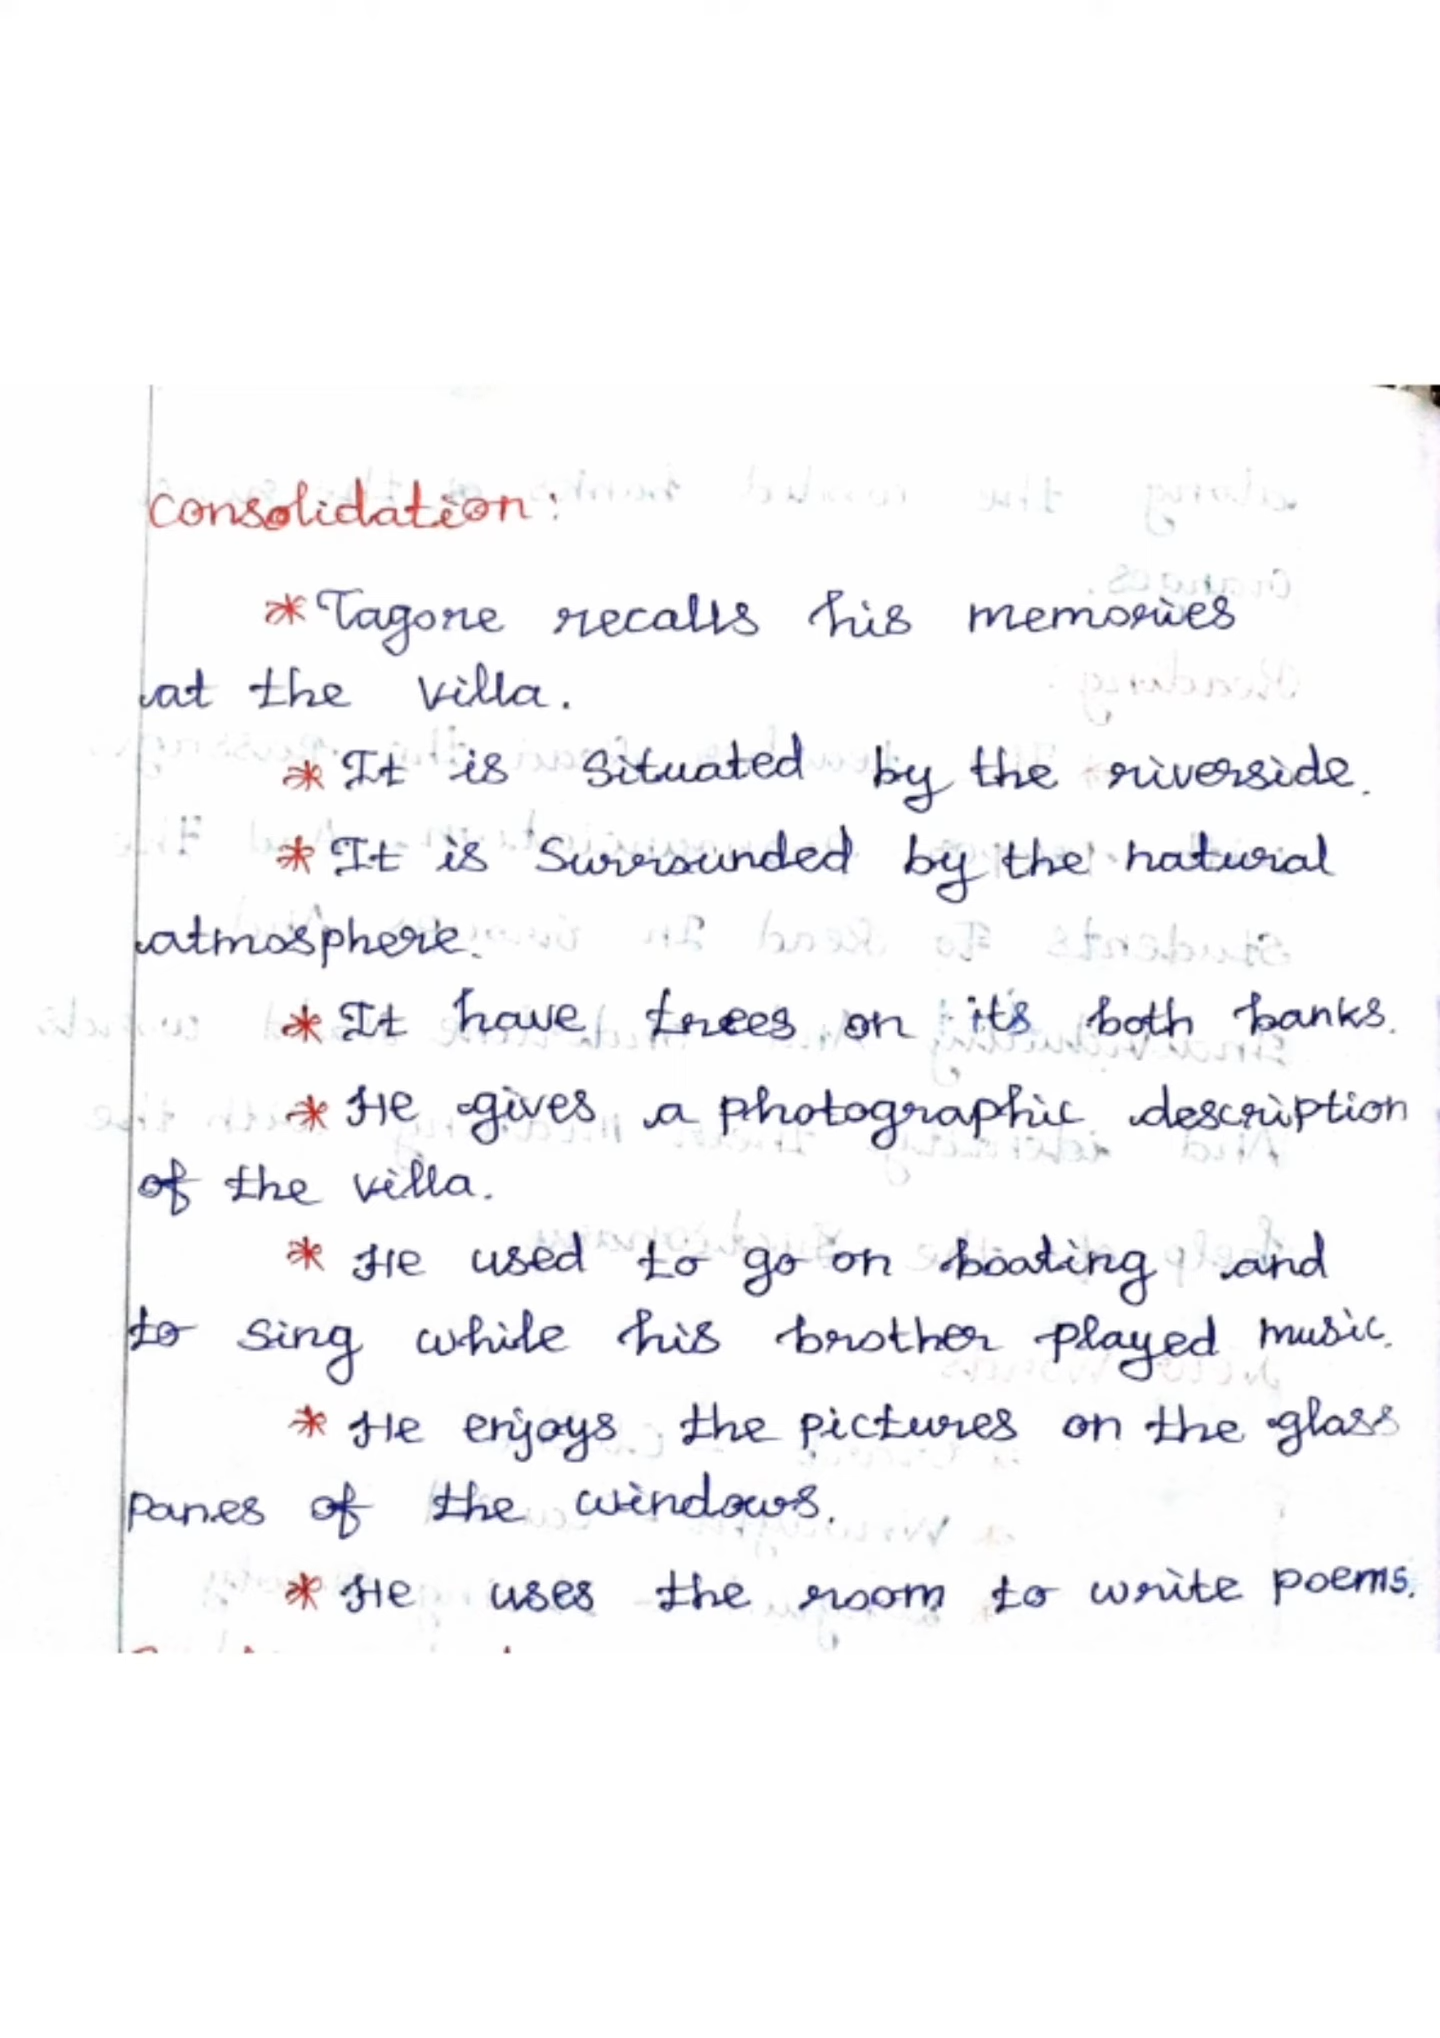 Consolidation:
* Tagore recalls his memories
at the villa.
* It is situated by the riverside.
* It is surrounded by the natural
atmosphere.
* It have trees on its both banks.
* He gives a photographic description
of the villa.
* He used to go on boating and
to sing while his brother played music.
* He enjoys the pictures on the glass
panes of the windows.
* He uses the room to write poems.